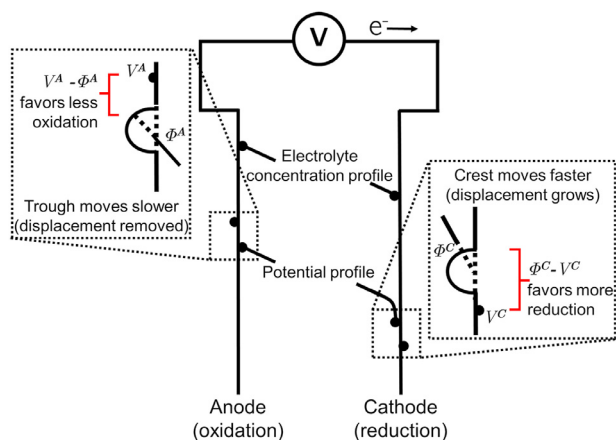 V
e⁻
V^A - Φ^A
favors less
oxidation
V^A
Φ^A
Trough moves slower
(displacement removed)
Electrolyte
concentration profile
Potential profile
Crest moves faster
(displacement grows)
Φ^C
Φ^C - V^C
favors more
reduction
V^C
Anode
(oxidation)
Cathode
(reduction)